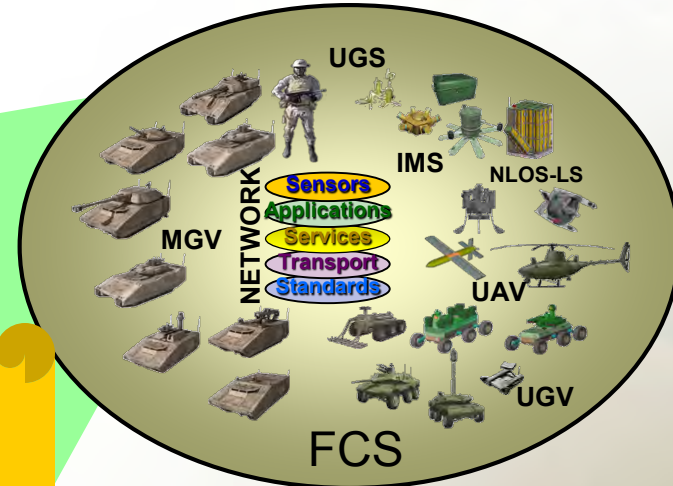 UGS
IMS
NLOS-LS
NETWORK
Sensors
Applications
Services
Transport
Standards
MGV
UAV
UGV
FCS